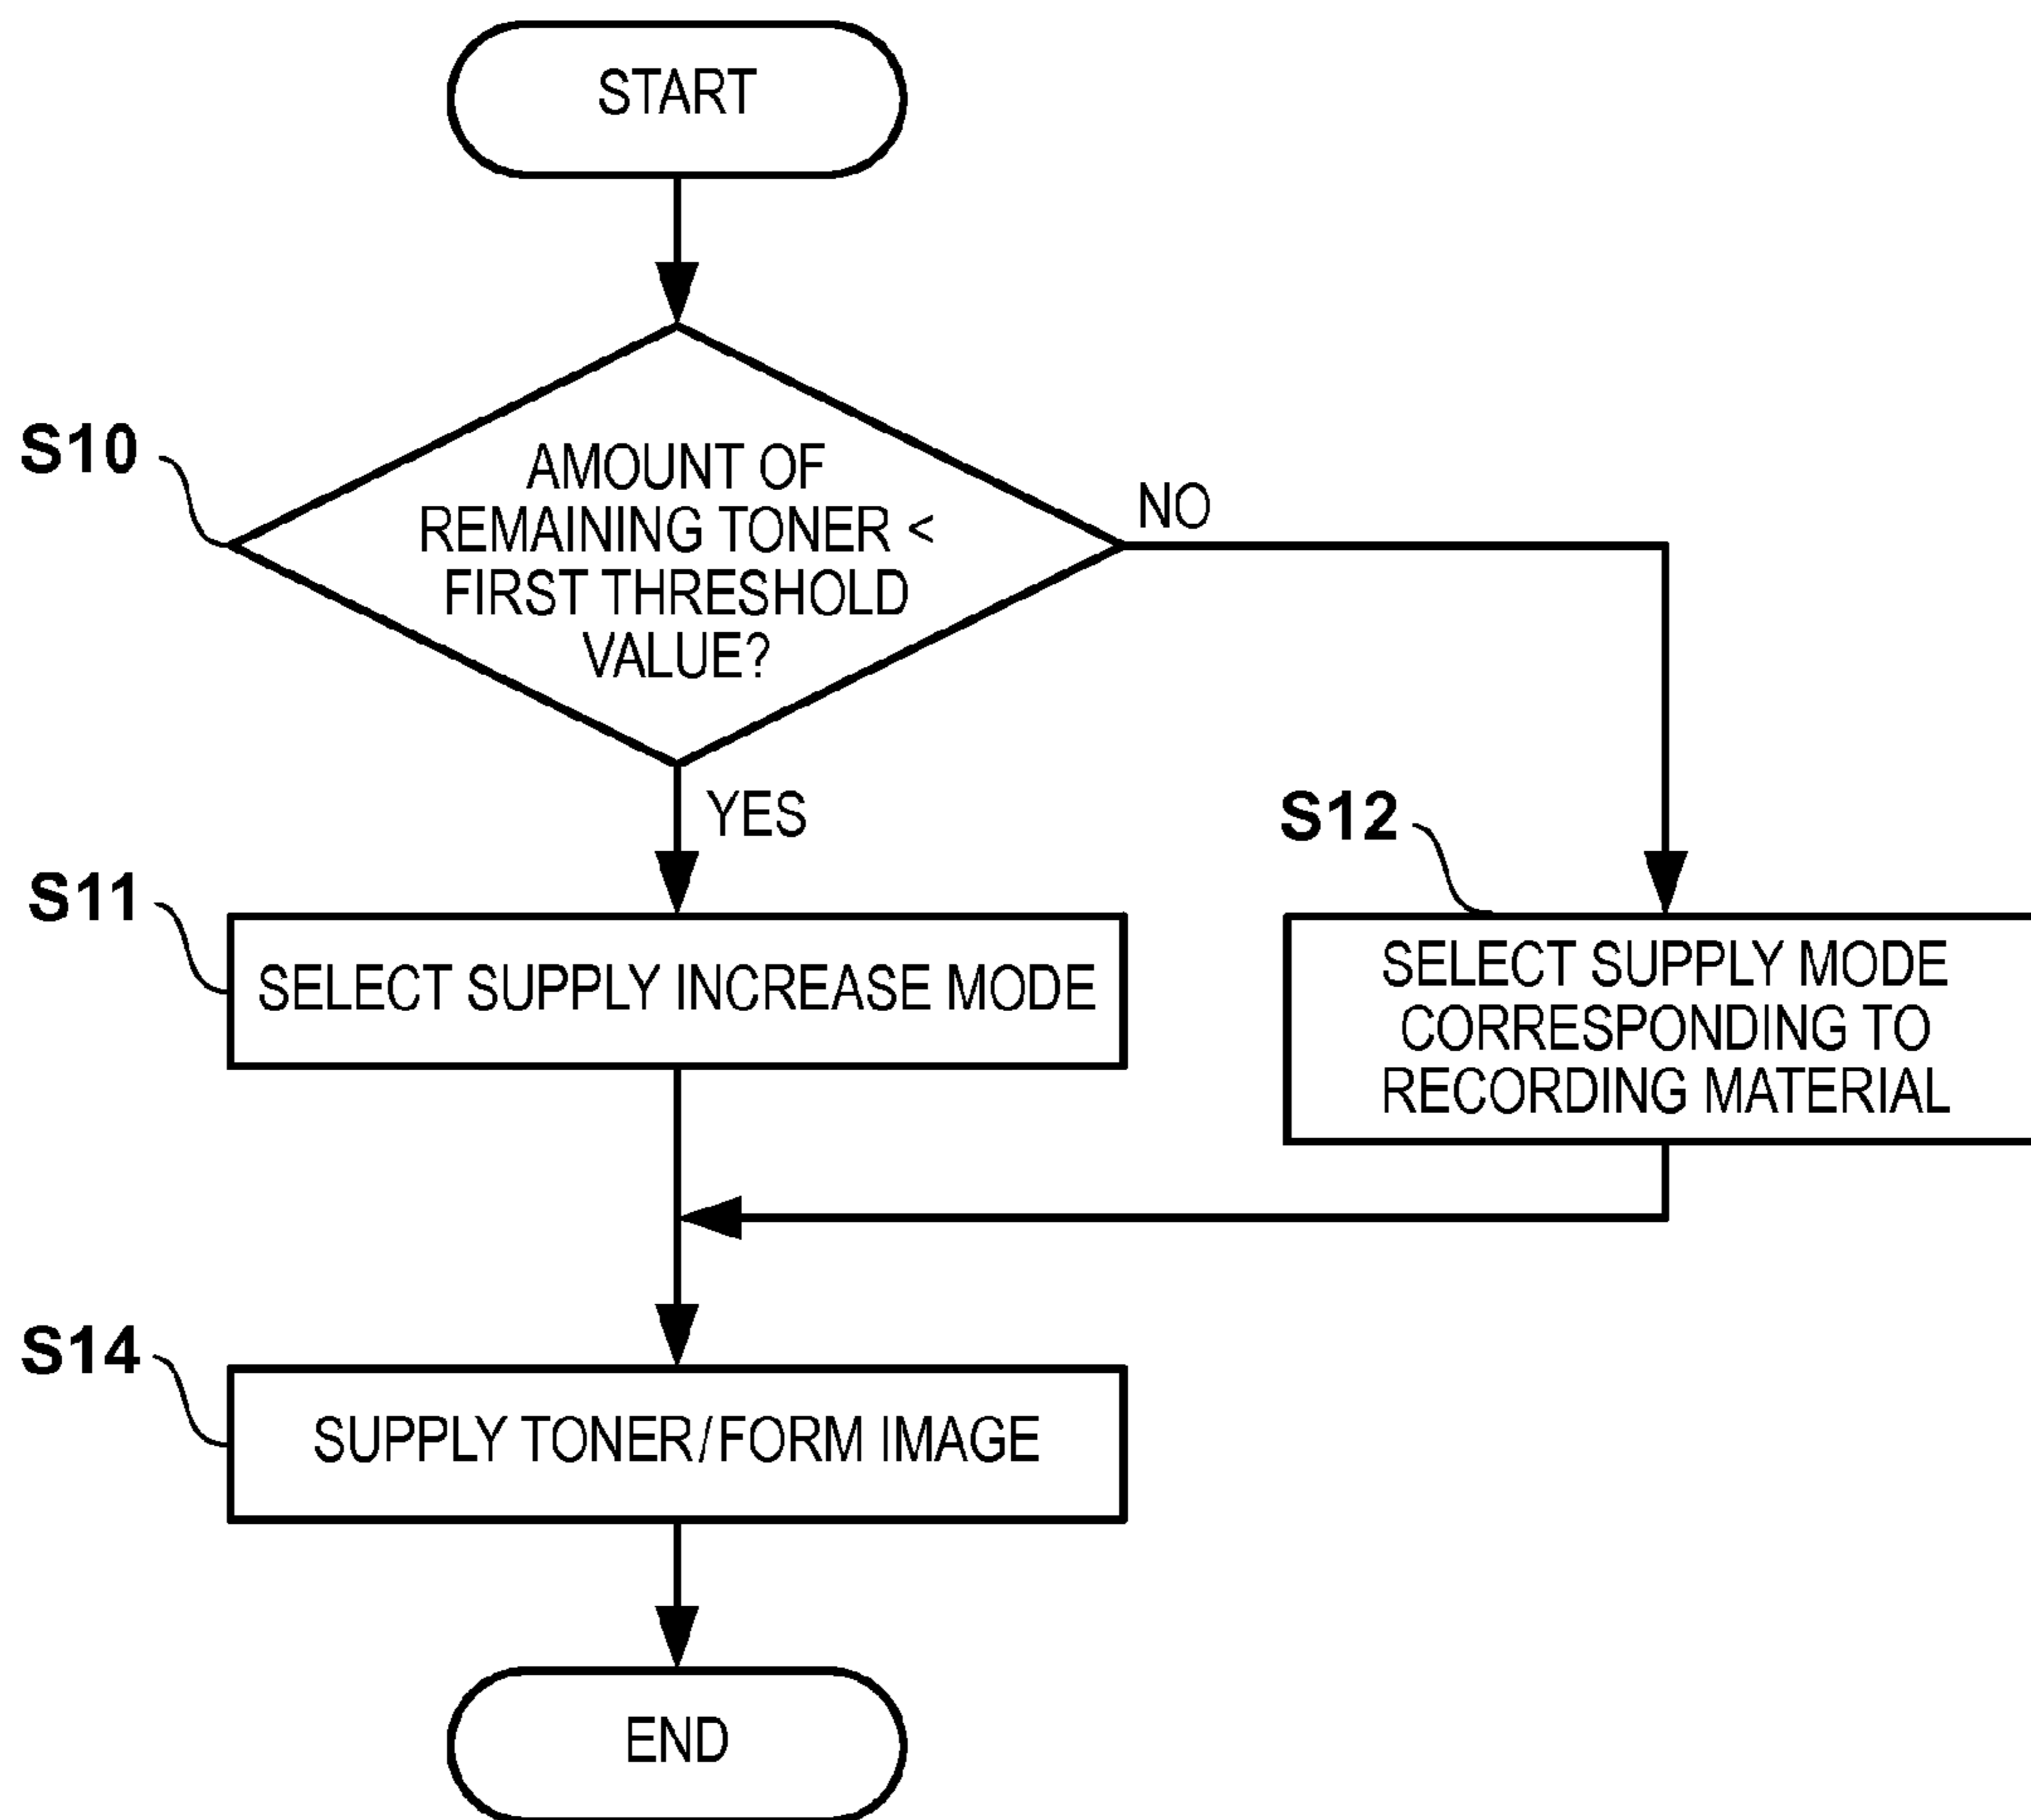 START
S10
AMOUNT OF
REMAINING TONER <
FIRST THRESHOLD
VALUE?
NO
YES
S11
SELECT SUPPLY INCREASE MODE
S12
SELECT SUPPLY MODE
CORRESPONDING TO
RECORDING MATERIAL
S14
SUPPLY TONER/FORM IMAGE
END